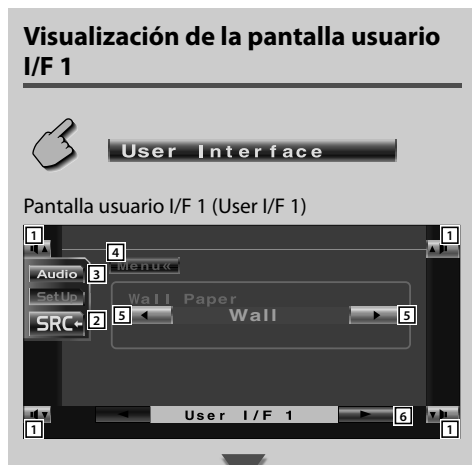 Visualización de la pantalla usuario
I/F 1
User Interface
Pantalla usuario I/F 1 (User I/F 1)
1
1
4
Menu«
Audio
3
SetUp
Wall Paper
SRC
2
5
Wall
5
User I/F 1
6
1
1